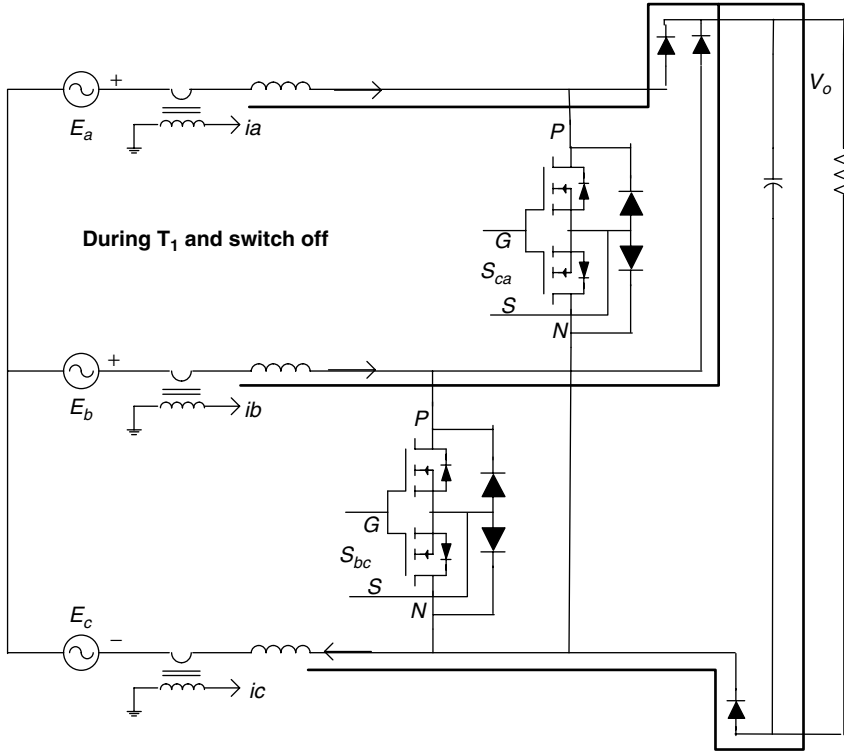 V_o
+
E_a
ia
P
During T_1 and switch off
G
S_ca
S
N
+
E_b
ib
P
G
S_bc
S
N
E_c
−
ic